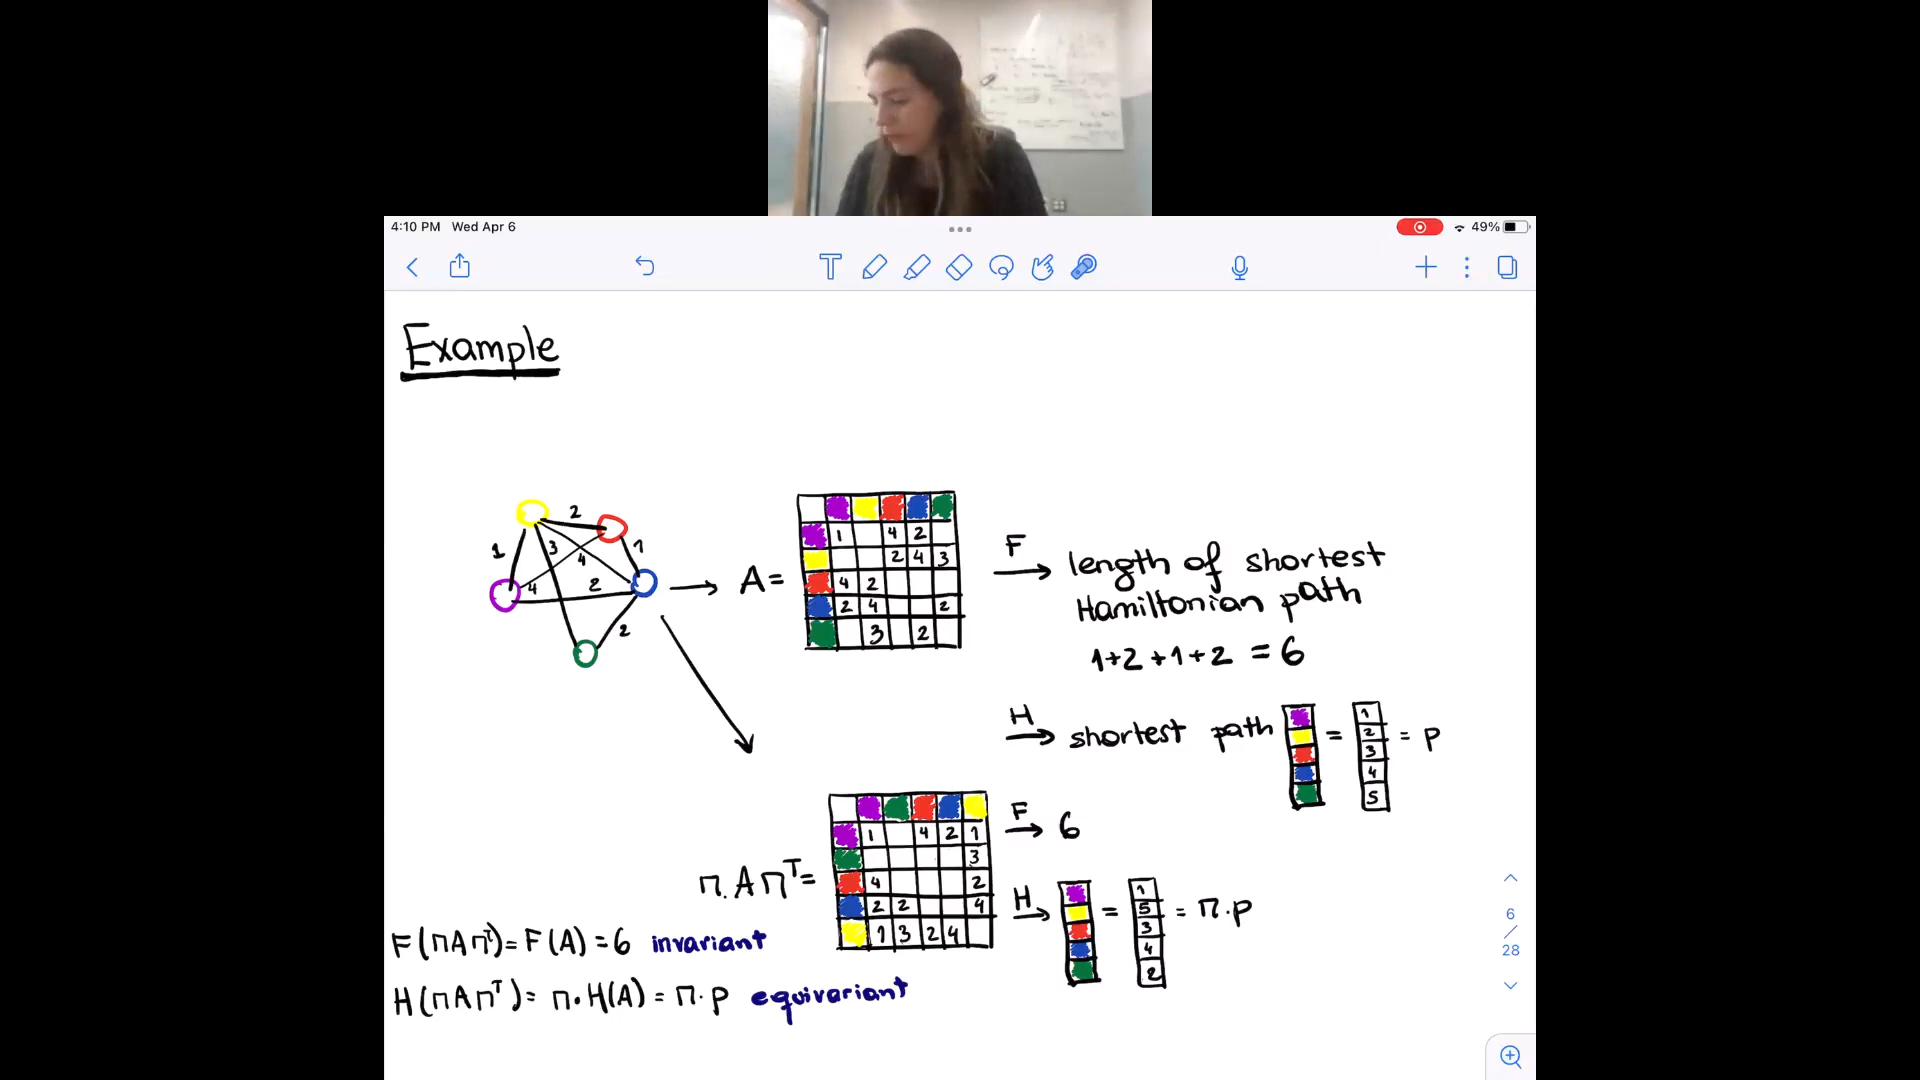 4:10 PM Wed Apr 6
49%
T
Example
2
1
3
4
1
4
2
2
A=
1 4 2
2 4 3
4 2
2 4 2
3 2
F
length of shortest
Hamiltonian path
1+2+1+2 = 6
H
shortest path = 1 2 3 4 5 = p
Π.AΠᵀ=
1 4 2 1
3
4 2
2 2 4
1 3 2 4
F
6
H
= 1 5 3 4 2 = Π.p
F(ΠAΠᵀ)= F(A) = 6 invariant
H(ΠAΠᵀ)= Π.H(A) = Π.p equivariant
6
/
28